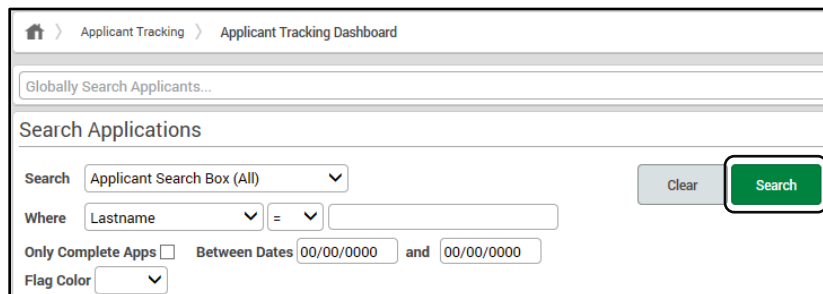 Applicant Tracking Applicant Tracking Dashboard
Globally Search Applicants...
Search Applications
Search Applicant Search Box (All) Clear Search
Where Lastname =
Only Complete Apps Between Dates 00/00/0000 and 00/00/0000
Flag Color